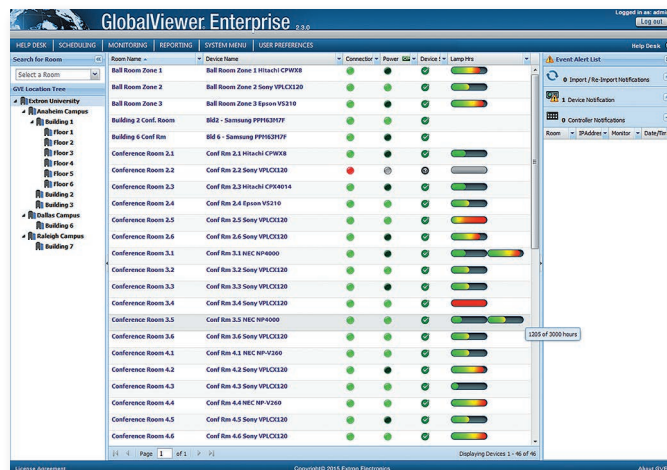 GlobalViewer Enterprise 2.3.0
Logged in as: admi
Log out
HELP DESK SCHEDULING MONITORING REPORTING SYSTEM MENU USER PREFERENCES Help Desk
Search for Room
Select a Room
GVE Location Tree
Extron University
Anaheim Campus
Building 1
Floor 1
Floor 2
Floor 3
Floor 4
Floor 5
Floor 6
Building 2
Building 3
Dallas Campus
Building 6
Raleigh Campus
Building 7
Room Name Device Name Connection Power Device S Lamp Hrs
Ball Room Zone 1 Ball Room Zone 1 Hitachi CPWX8
Ball Room Zone 2 Ball Room Zone 2 Sony VPLCX120
Ball Room Zone 3 Ball Room Zone 3 Epson VS210
Building 2 Conf. Room Bld2 - Samsung PPM63M7F
Building 6 Conf Rm Bld 6 - Samsung PPM63M7F
Conference Room 2.1 Conf Rm 2.1 Hitachi CPWX8
Conference Room 2.2 Conf Rm 2.2 Sony VPLCX120
Conference Room 2.3 Conf Rm 2.3 Hitachi CPX4014
Conference Room 2.4 Conf Rm 2.4 Epson VS210
Conference Room 2.5 Conf Rm 2.5 Sony VPLCX120
Conference Room 2.6 Conf Rm 2.6 Sony VPLCX120
Conference Room 3.1 Conf Rm 3.1 NEC NP4000
Conference Room 3.2 Conf Rm 3.2 Sony VPLCX120
Conference Room 3.3 Conf Rm 3.3 Sony VPLCX120
Conference Room 3.4 Conf Rm 3.4 Sony VPLCX120
Conference Room 3.5 Conf Rm 3.5 NEC NP4000
1205 of 3000 hours
Conference Room 3.6 Conf Rm 3.6 Sony VPLCX120
Conference Room 4.1 Conf Rm 4.1 NEC NP-V260
Conference Room 4.2 Conf Rm 4.2 Sony VPLCX120
Conference Room 4.3 Conf Rm 4.3 Sony VPLCX120
Conference Room 4.4 Conf Rm 4.4 NEC NP-V260
Conference Room 4.5 Conf Rm 4.5 Sony VPLCX120
Conference Room 4.6 Conf Rm 4.6 Sony VPLCX120
Page 1 of 1 Displaying Devices 1 - 46 of 46
Event Alert List
0 Import / Re-Import Notifications
1 Device Notification
0 Controller Notifications
Room IPAddres Monitor Date/Tim
License Agreement Copyright© 2015 Extron Electronics About GVE